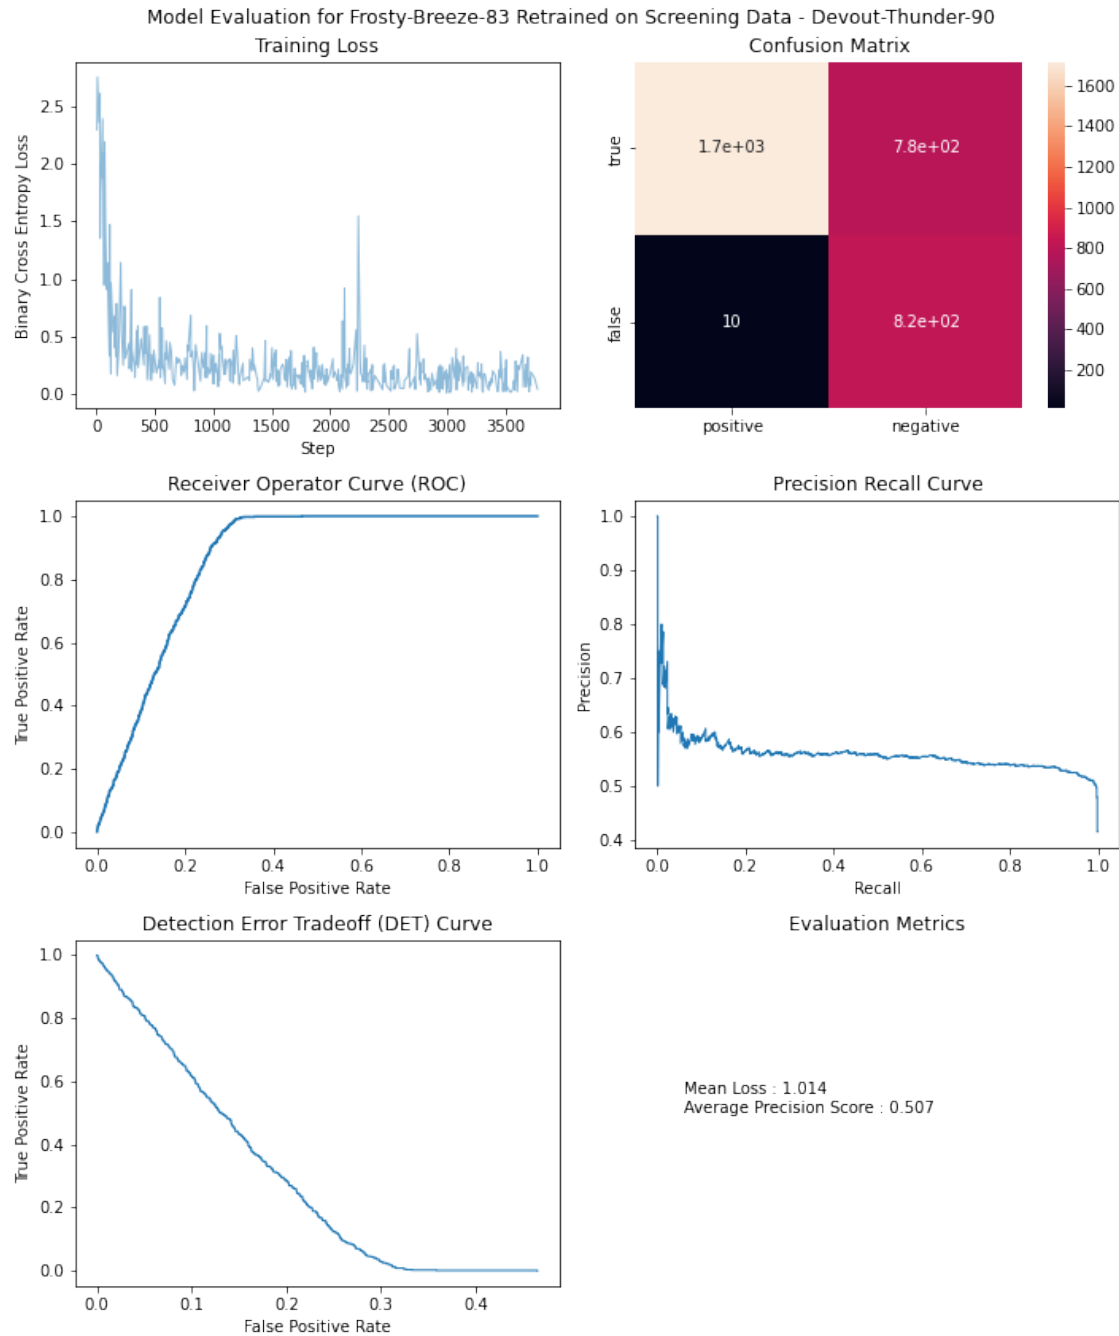 Model Evaluation for Frosty-Breeze-83 Retrained on Screening Data - Devout-Thunder-90
Training Loss
Binary Cross Entropy Loss
2.5
2.0
1.5
1.0
0.5
0.0
0 500 1000 1500 2000 2500 3000 3500
Step
Confusion Matrix
true
false
1.7e+03 7.8e+02
10 8.2e+02
positive negative
1600
1400
1200
1000
800
600
400
200
Receiver Operator Curve (ROC)
True Positive Rate
1.0
0.8
0.6
0.4
0.2
0.0
0.0 0.2 0.4 0.6 0.8 1.0
False Positive Rate
Precision Recall Curve
Precision
1.0
0.9
0.8
0.7
0.6
0.5
0.4
0.0 0.2 0.4 0.6 0.8 1.0
Recall
Detection Error Tradeoff (DET) Curve
True Positive Rate
1.0
0.8
0.6
0.4
0.2
0.0
0.0 0.1 0.2 0.3 0.4
False Positive Rate
Evaluation Metrics
Mean Loss : 1.014
Average Precision Score : 0.507